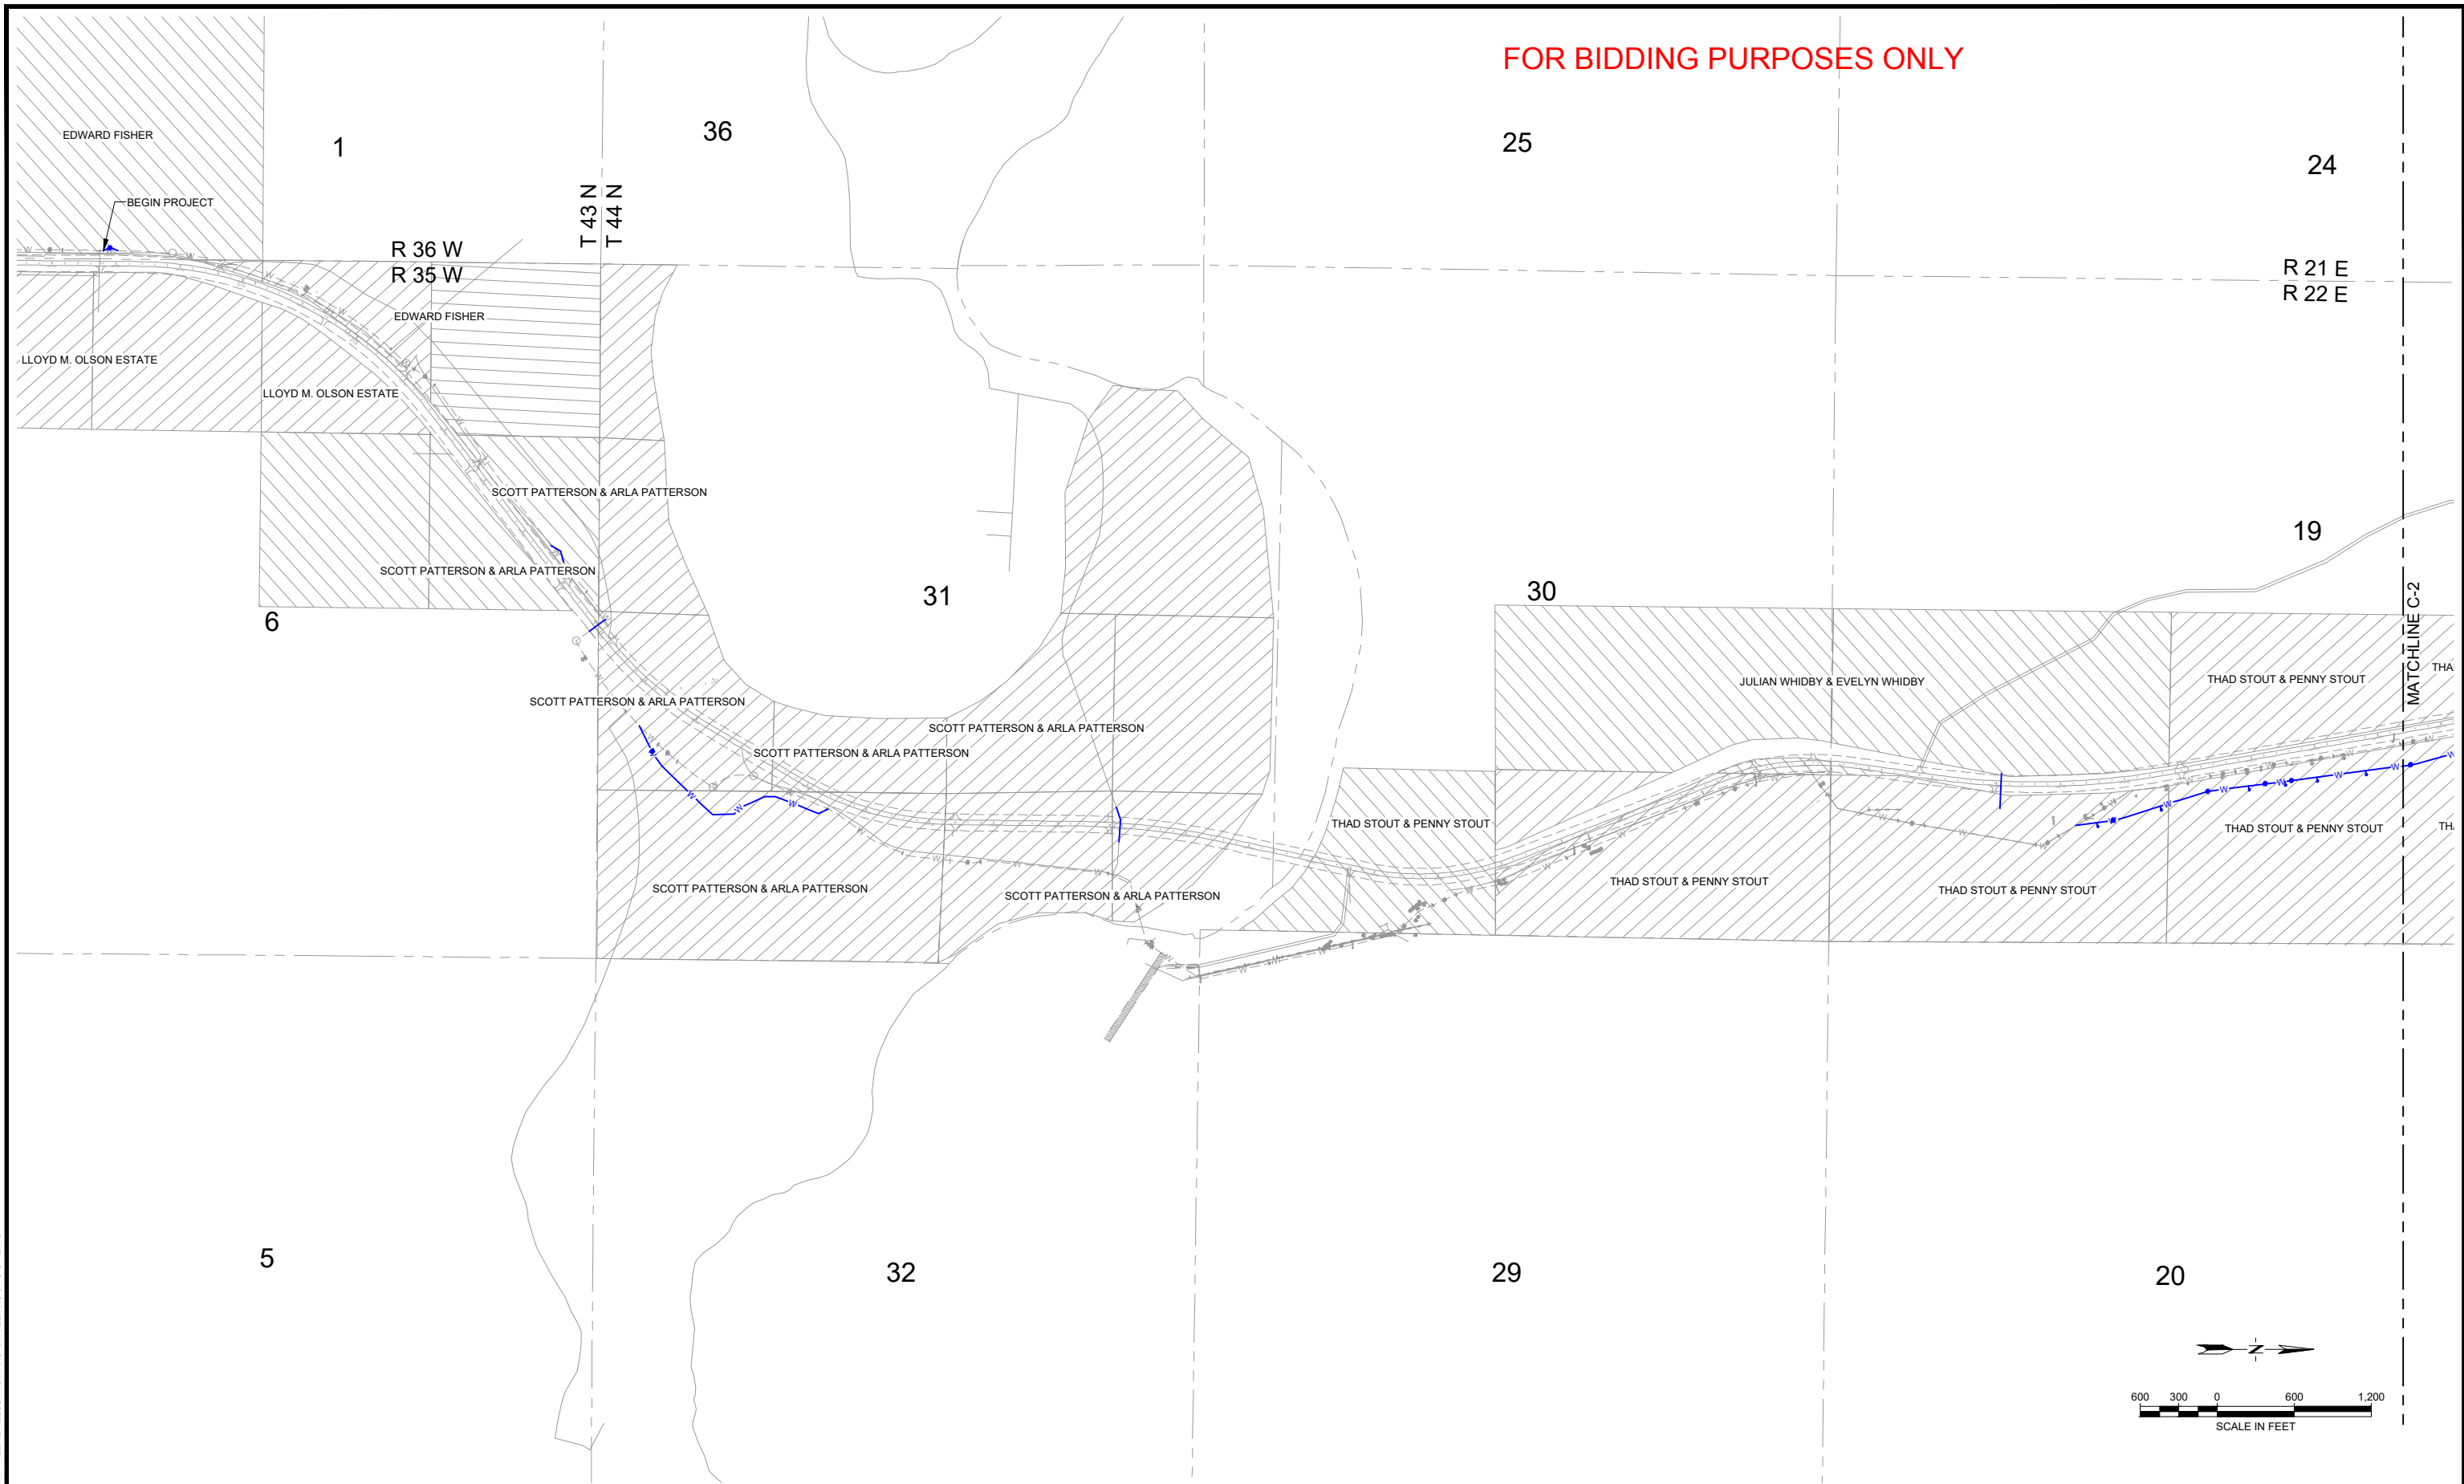 FOR BIDDING PURPOSES ONLY
EDWARD FISHER
1
36
25
24
BEGIN PROJECT
T 43 N
T 44 N
R 36 W
R 35 W
R 21 E
R 22 E
EDWARD FISHER
LLOYD M. OLSON ESTATE
LLOYD M. OLSON ESTATE
SCOTT PATTERSON & ARLA PATTERSON
SCOTT PATTERSON & ARLA PATTERSON
6
31
30
19
MATCHLINE C-2
SCOTT PATTERSON & ARLA PATTERSON
SCOTT PATTERSON & ARLA PATTERSON
SCOTT PATTERSON & ARLA PATTERSON
JULIAN WHIDBY & EVELYN WHIDBY
THAD STOUT & PENNY STOUT
THA
THAD STOUT & PENNY STOUT
THAD STOUT & PENNY STOUT
TH
SCOTT PATTERSON & ARLA PATTERSON
SCOTT PATTERSON & ARLA PATTERSON
THAD STOUT & PENNY STOUT
THAD STOUT & PENNY STOUT
5
32
29
20
N
600 300 0 600 1,200
SCALE IN FEET